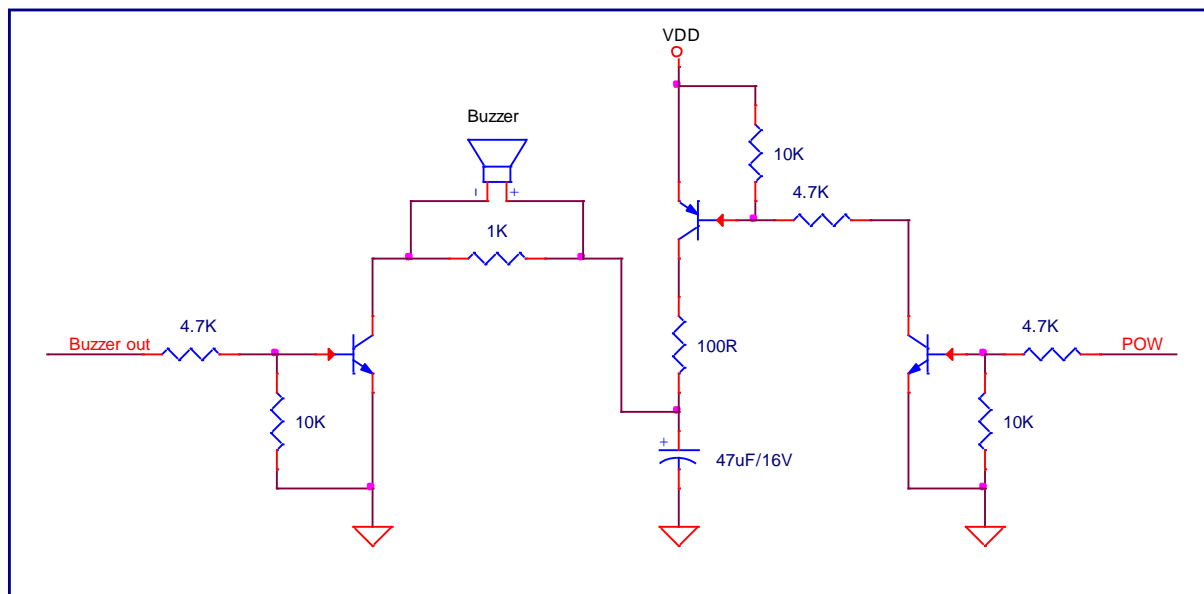 VDD
Buzzer
- +
10K
4.7K
1K
4.7K
Buzzer out
100R
4.7K
POW
10K
+
47uF/16V
10K